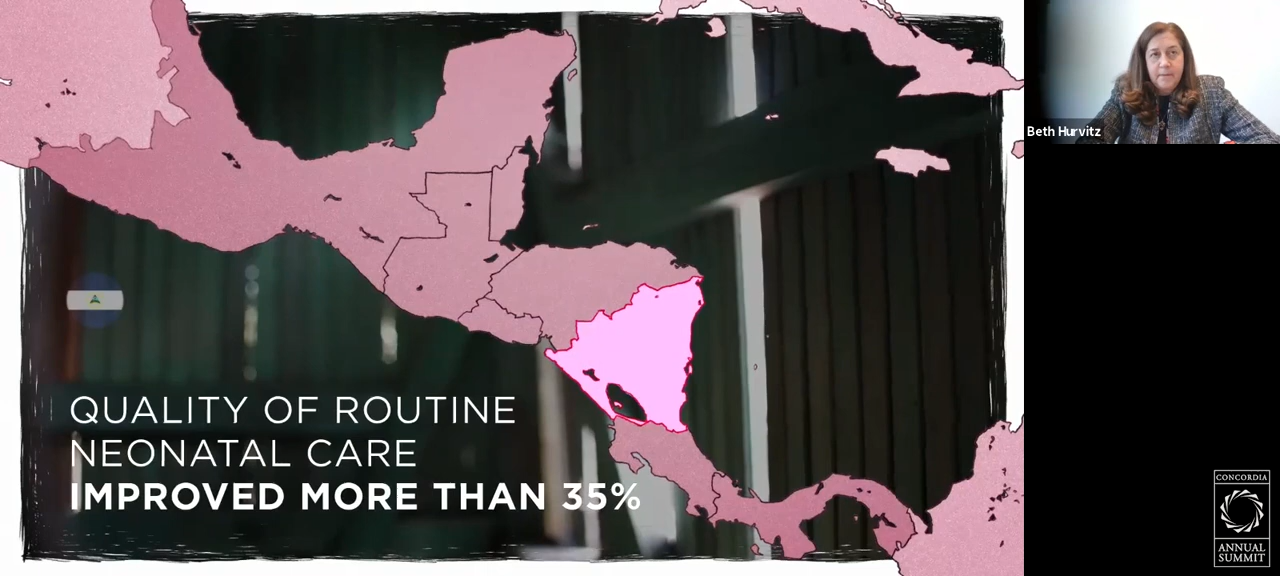 QUALITY OF ROUTINE
NEONATAL CARE
IMPROVED MORE THAN 35%
Beth Hurvitz
CONCORDIA
ANNUAL
SUMMIT